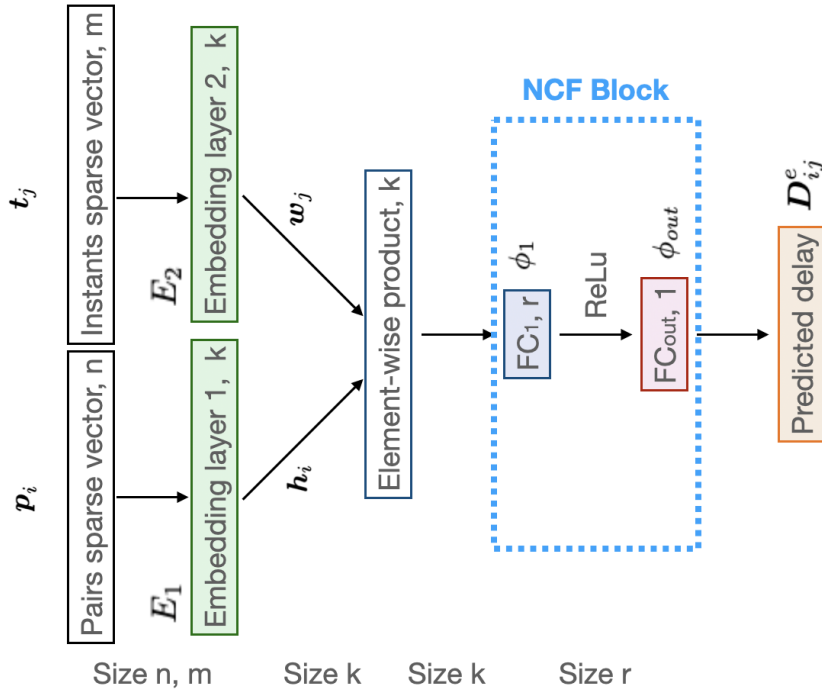 p_i
Pairs sparse vector, n
t_j
Instants sparse vector, m
E_1
Embedding layer 1, k
E_2
Embedding layer 2, k
h_i
w_j
Element-wise product, k
NCF Block
FC_1, r
ϕ_1
ReLu
FC_out, 1
ϕ_out
Predicted delay
D^e_ij
Size n, m
Size k
Size k
Size r